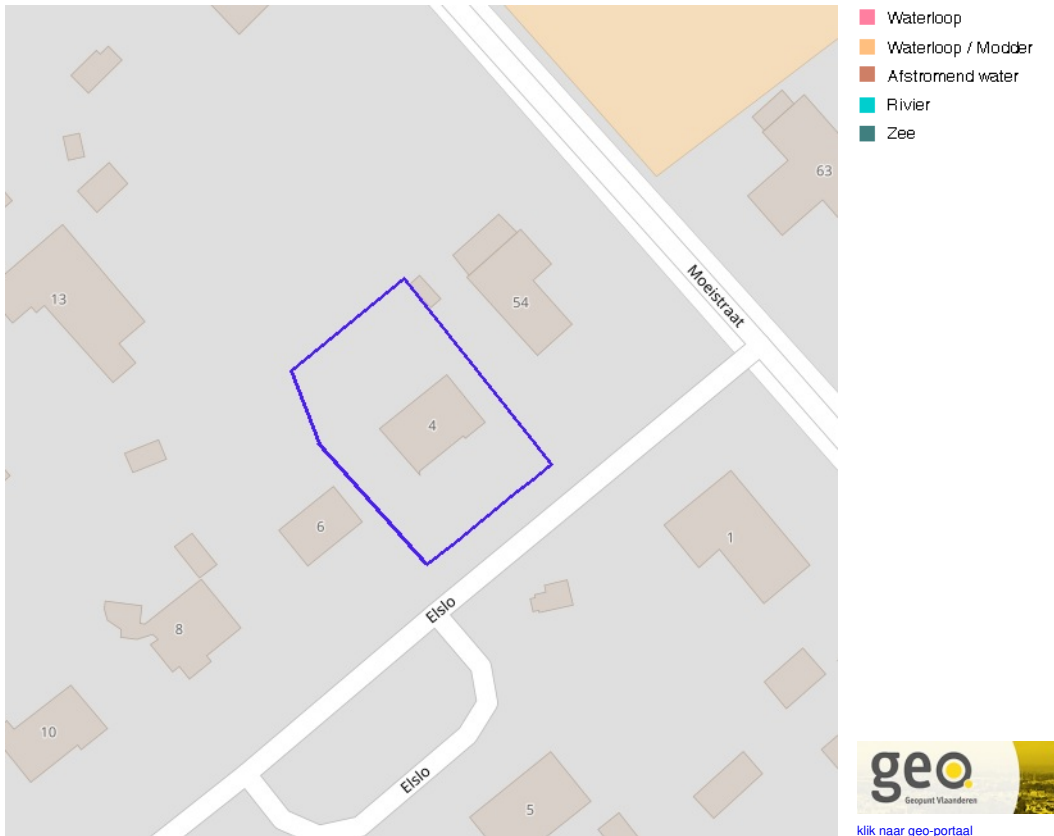 Waterloop
Waterloop / Modder
Afstromend water
Rivier
Zee
63
13
54
Moeistraat
4
6
1
Elslo
8
10
Elslo
5
geo
Geopunt Vlaanderen
klik naar geo-portaal